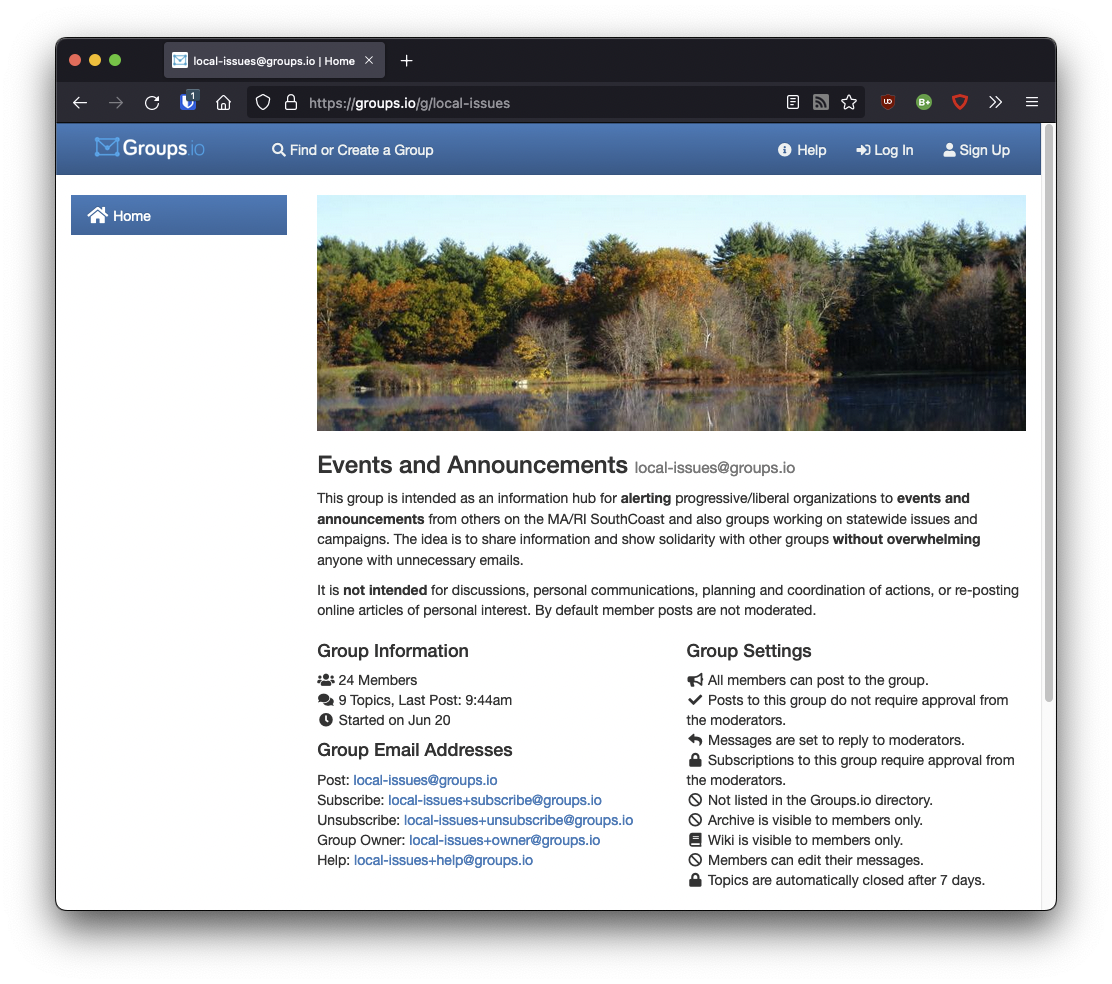 local-issues@groups.io | Home
1
https://groups.io/g/local-issues
UD
B+
Groups.io
Find or Create a Group
Help
Log In
Sign Up
Home
Events and Announcements local-issues@groups.io
This group is intended as an information hub for alerting progressive/liberal organizations to events and
announcements from others on the MA/RI SouthCoast and also groups working on statewide issues and
campaigns. The idea is to share information and show solidarity with other groups without overwhelming
anyone with unnecessary emails.
It is not intended for discussions, personal communications, planning and coordination of actions, or re-posting
online articles of personal interest. By default member posts are not moderated.
Group Information
24 Members
9 Topics, Last Post: 9:44am
Started on Jun 20
Group Email Addresses
Post: local-issues@groups.io
Subscribe: local-issues+subscribe@groups.io
Unsubscribe: local-issues+unsubscribe@groups.io
Group Owner: local-issues+owner@groups.io
Help: local-issues+help@groups.io
Group Settings
All members can post to the group.
Posts to this group do not require approval from
the moderators.
Messages are set to reply to moderators.
Subscriptions to this group require approval from
the moderators.
Not listed in the Groups.io directory.
Archive is visible to members only.
Wiki is visible to members only.
Members can edit their messages.
Topics are automatically closed after 7 days.